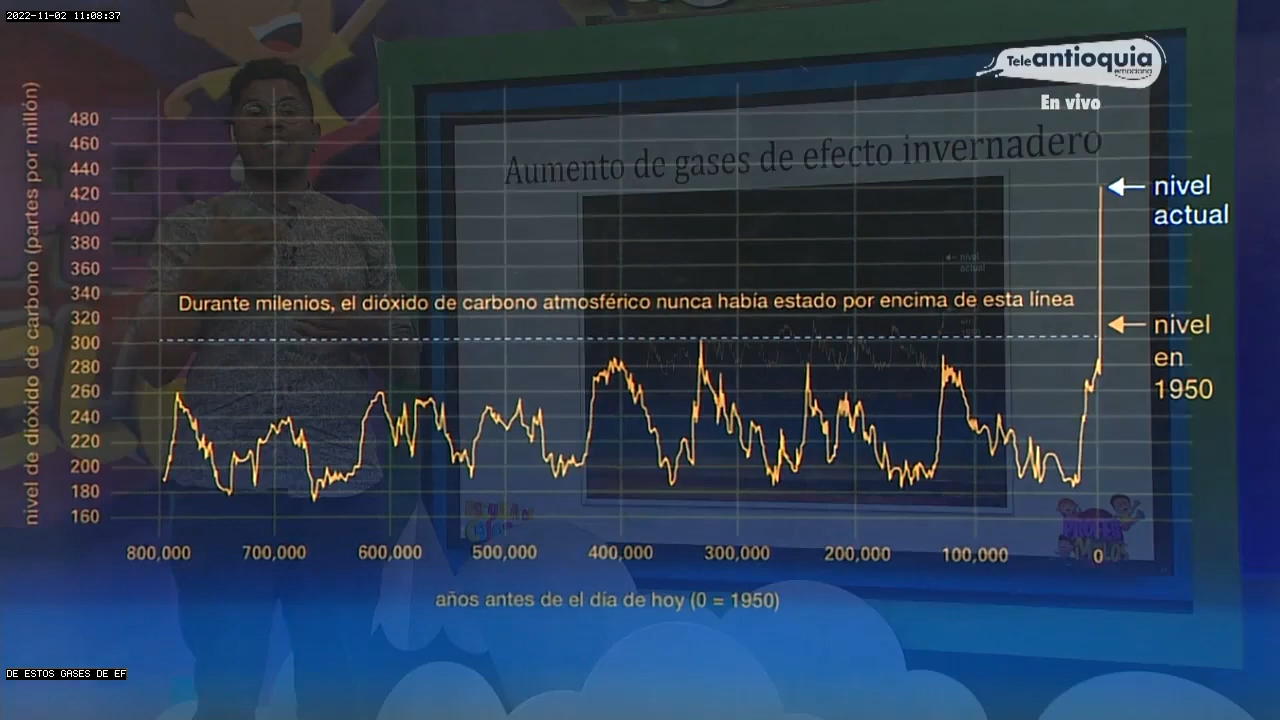 2022-11-02 11:08:37
Teleantioquia
emociona
En vivo
Aumento de gases de efecto invernadero
nivel de dióxido de carbono (partes por millón)
480
460
440
420
400
380
360
340
320
300
280
260
240
220
200
180
160
nivel
actual
nivel
actual
Durante milenios, el dióxido de carbono atmosférico nunca había estado por encima de esta línea
nivel
en
1950
800,000 700,000 600,000 500,000 400,000 300,000 200,000 100,000 0
años antes de el día de hoy (0 = 1950)
DE ESTOS GASES DE EF